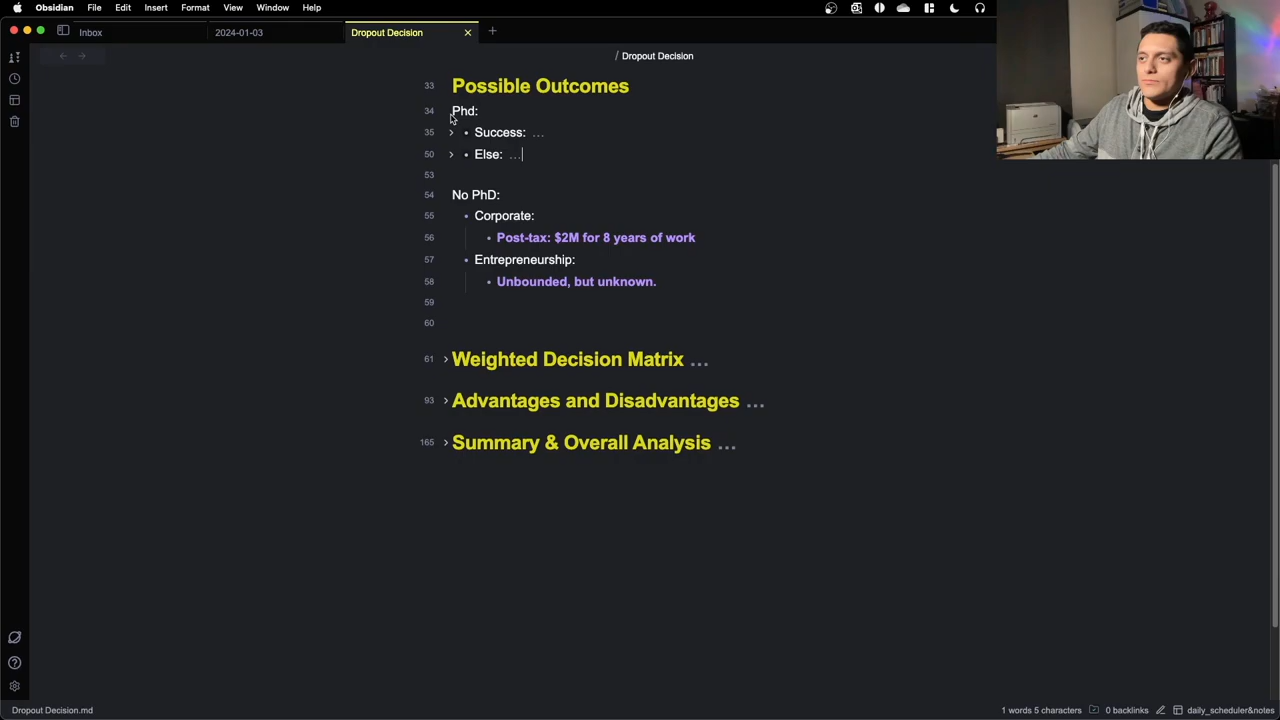 Obsidian File Edit Insert Format View Window Help
Inbox 2024-01-03 Dropout Decision
/ Dropout Decision
33 Possible Outcomes
34 Phd:
35 Success: ...
50 Else: ...
53
54 No PhD:
55 Corporate:
56 Post-tax: $2M for 8 years of work
57 Entrepreneurship:
58 Unbounded, but unknown.
59
60
61 Weighted Decision Matrix ...
93 Advantages and Disadvantages ...
165 Summary & Overall Analysis ...
Dropout Decision.md 1 words 5 characters 0 backlinks daily_scheduler&notes